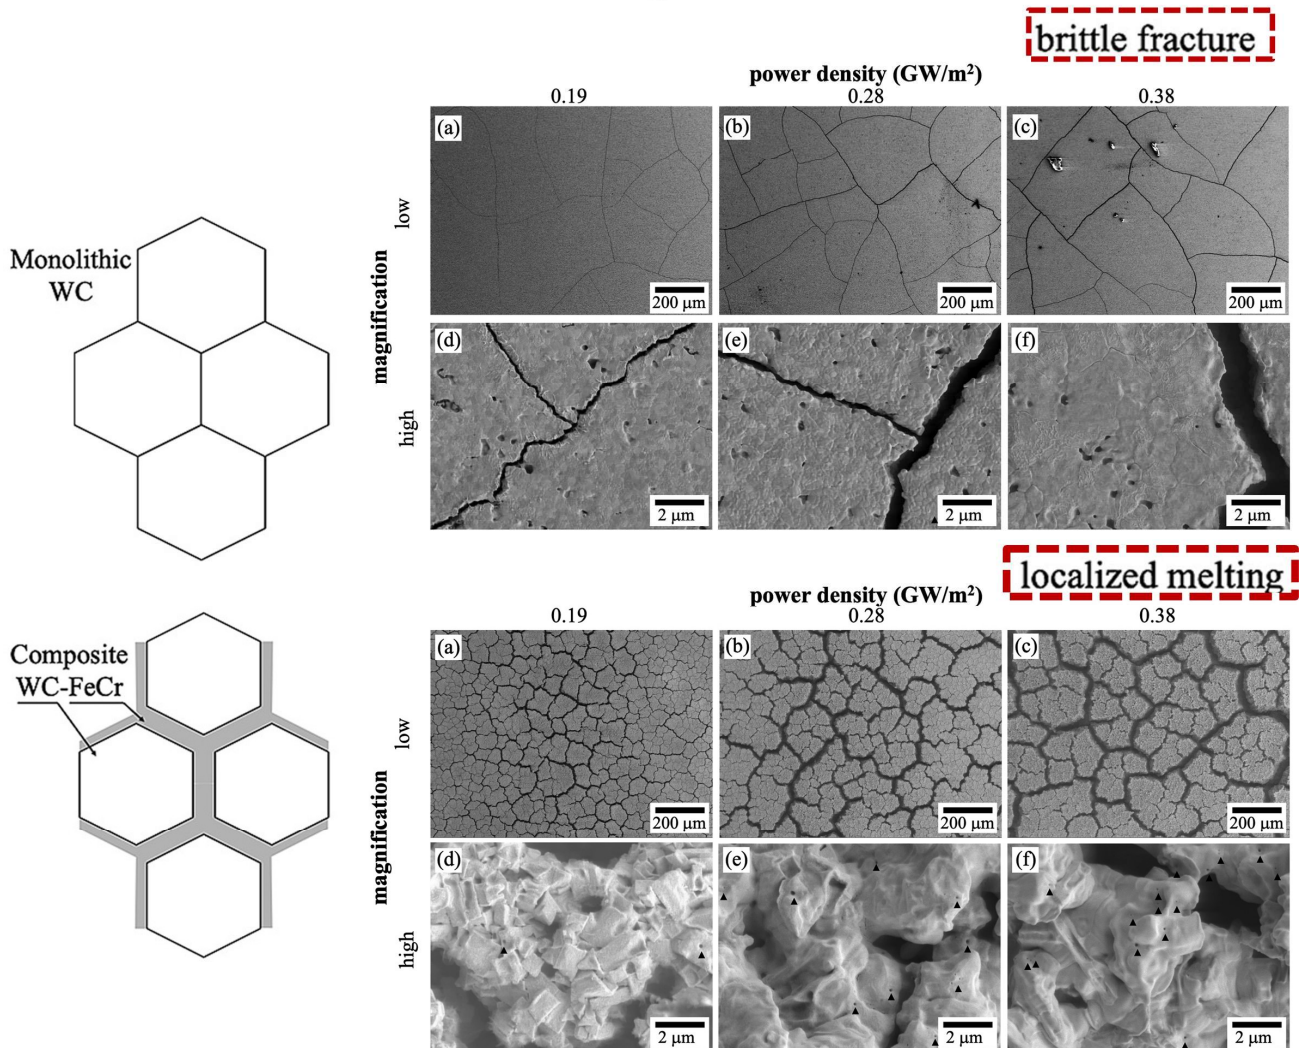 brittle fracture
power density (GW/m²)
0.19
0.28
0.38
Monolithic
WC
magnification
low
(a)
200 µm
(b)
200 µm
(c)
200 µm
high
(d)
2 µm
(e)
2 µm
(f)
2 µm
localized melting
power density (GW/m²)
0.19
0.28
0.38
Composite
WC-FeCr
magnification
low
(a)
200 µm
(b)
200 µm
(c)
200 µm
high
(d)
2 µm
(e)
2 µm
(f)
2 µm